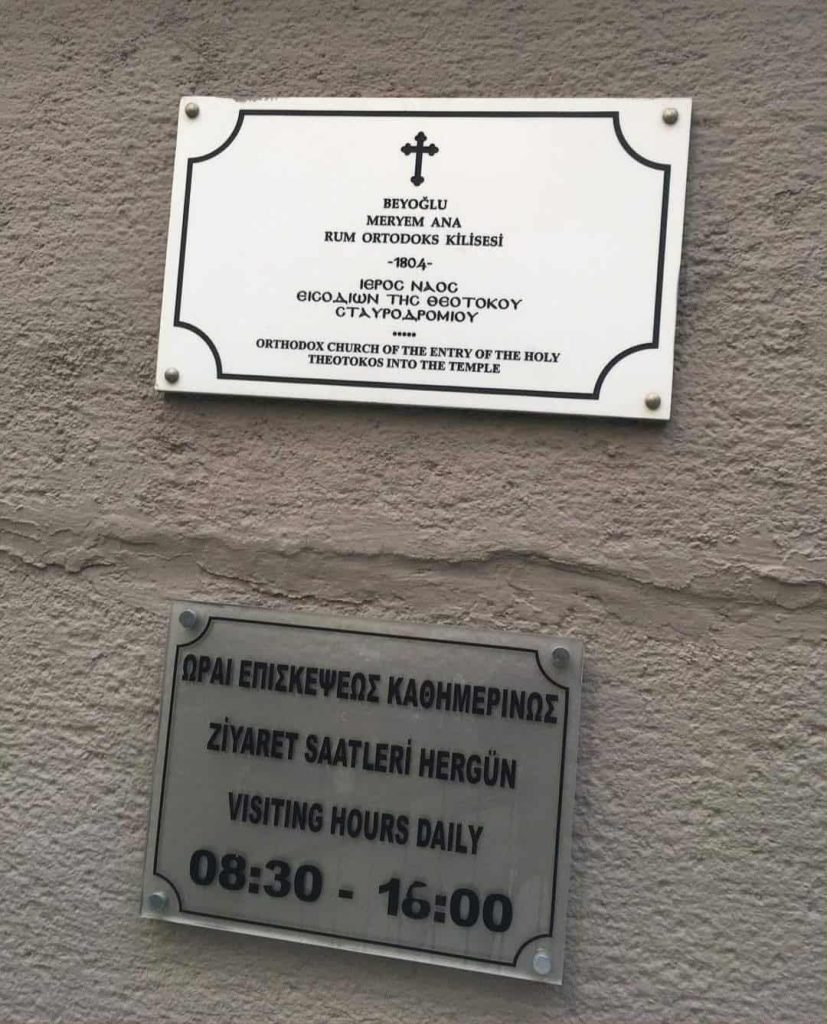 BEYOĞLU
MERYEM ANA
RUM ORTODOKS KİLİSESİ
-1804-
ΙΕΡΟϹ ΝΑΟϹ
ΕΙϹΟΔΙΩΝ ΤΗϹ ΘΕΟΤΟΚΟΥ
ϹΤΑΥΡΟΔΡΟΜΙΟΥ
•••••
ORTHODOX CHURCH OF THE ENTRY OF THE HOLY
THEOTOKOS INTO THE TEMPLE
ΩΡΑΙ ΕΠΙΣΚΕΨΕΩΣ ΚΑΘΗΜΕΡΙΝΩΣ
ZİYARET SAATLERİ HERGÜN
VISITING HOURS DAILY
08:30 - 16:00